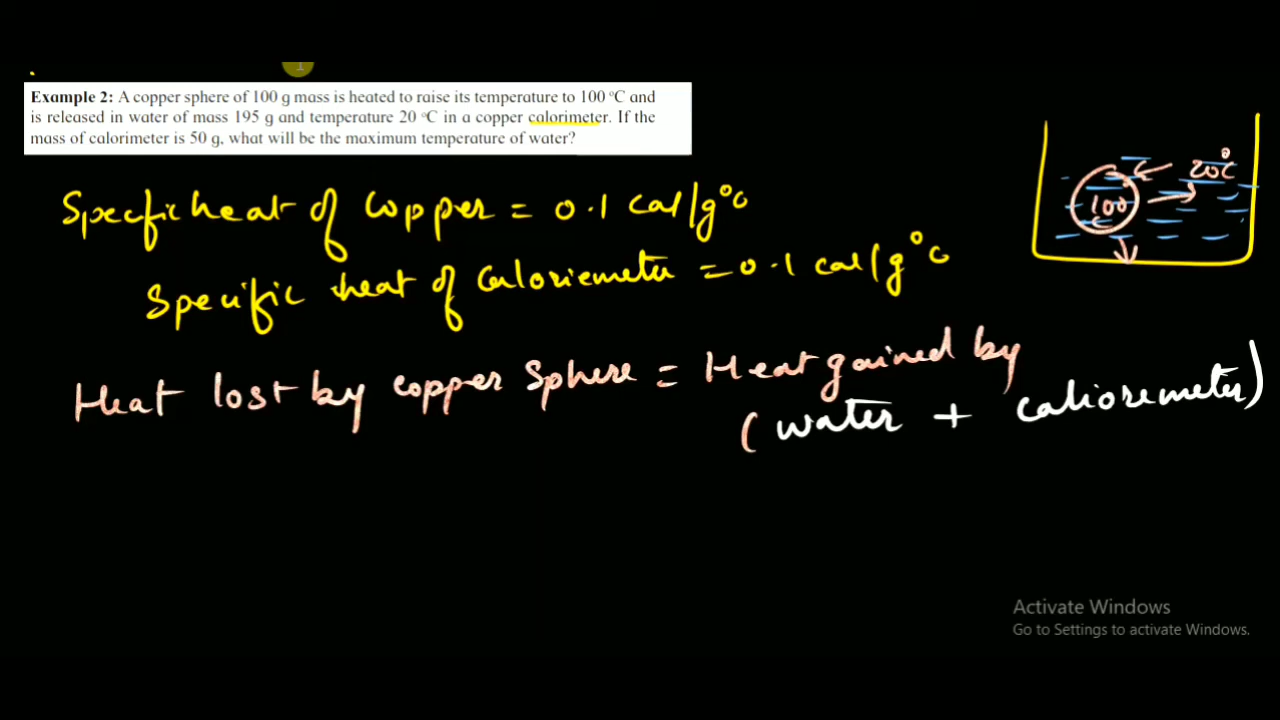 Example 2: A copper sphere of 100 g mass is heated to raise its temperature to 100 °C and
is released in water of mass 195 g and temperature 20 °C in a copper calorimeter. If the
mass of calorimeter is 50 g, what will be the maximum temperature of water?
20°C
100°
C
Specific heat of copper = 0.1 cal/g°C
Specific heat of Caloriemeter = 0.1 cal/g°C
Heat lost by copper sphere = Heat gained by
(water + calioremeter)
Activate Windows
Go to Settings to activate Windows.